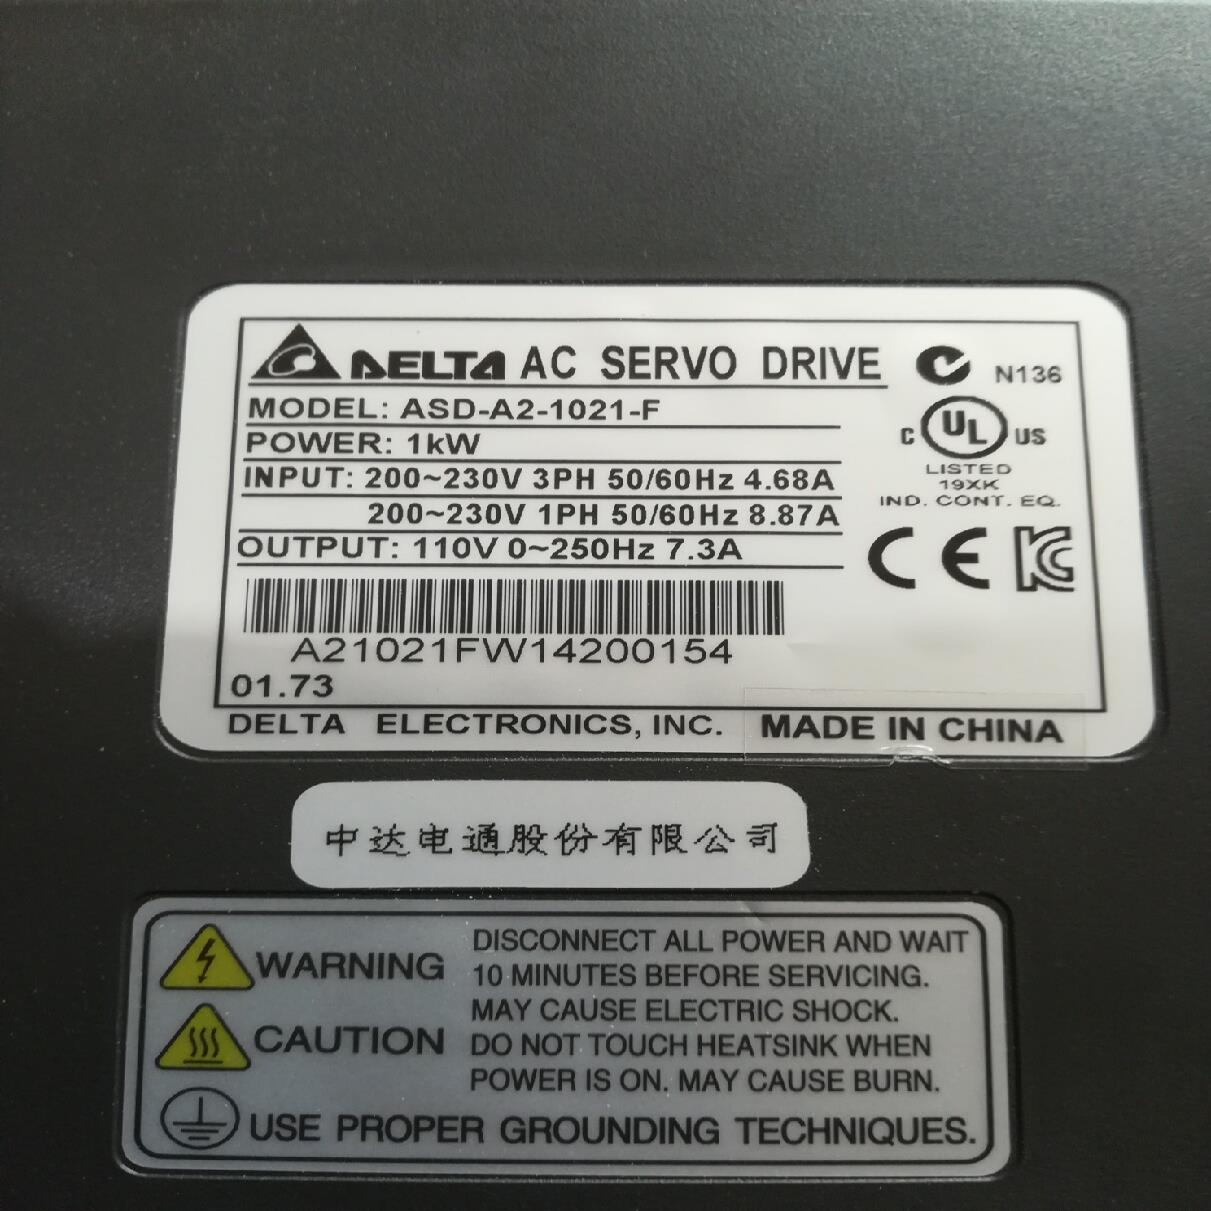 DELTA AC SERVO DRIVE
N136
MODEL: ASD-A2-1021-F
POWER: 1kW
INPUT: 200~230V 3PH 50/60Hz 4.68A
200~230V 1PH 50/60Hz 8.87A
OUTPUT: 110V 0~250Hz 7.3A
C UL US
LISTED
19XK
IND. CONT. EQ.
CE KC
A21021FW14200154
01.73
DELTA ELECTRONICS, INC. MADE IN CHINA
中达电通股份有限公司
WARNING
DISCONNECT ALL POWER AND WAIT
10 MINUTES BEFORE SERVICING.
MAY CAUSE ELECTRIC SHOCK.
CAUTION
DO NOT TOUCH HEATSINK WHEN
POWER IS ON. MAY CAUSE BURN.
USE PROPER GROUNDING TECHNIQUES.